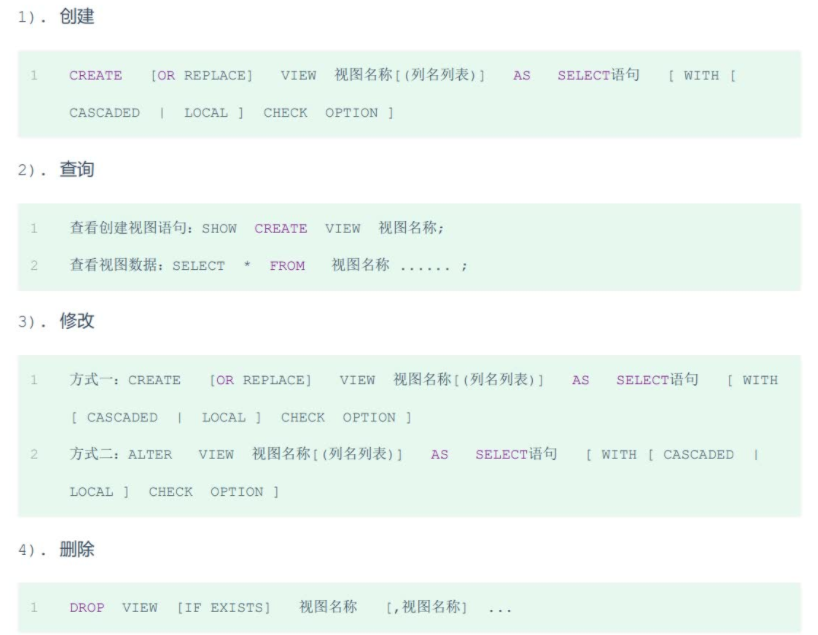 1). 创建
1 CREATE [OR REPLACE] VIEW 视图名称[(列名列表)] AS SELECT语句 [ WITH [
CASCADED | LOCAL ] CHECK OPTION ]
2). 查询
1 查看创建视图语句：SHOW CREATE VIEW 视图名称;
2 查看视图数据：SELECT * FROM 视图名称 ...... ;
3). 修改
1 方式一：CREATE [OR REPLACE] VIEW 视图名称[(列名列表)] AS SELECT语句 [ WITH
[ CASCADED | LOCAL ] CHECK OPTION ]
2 方式二：ALTER VIEW 视图名称[(列名列表)] AS SELECT语句 [ WITH [ CASCADED |
LOCAL ] CHECK OPTION ]
4). 删除
1 DROP VIEW [IF EXISTS] 视图名称 [,视图名称] ...